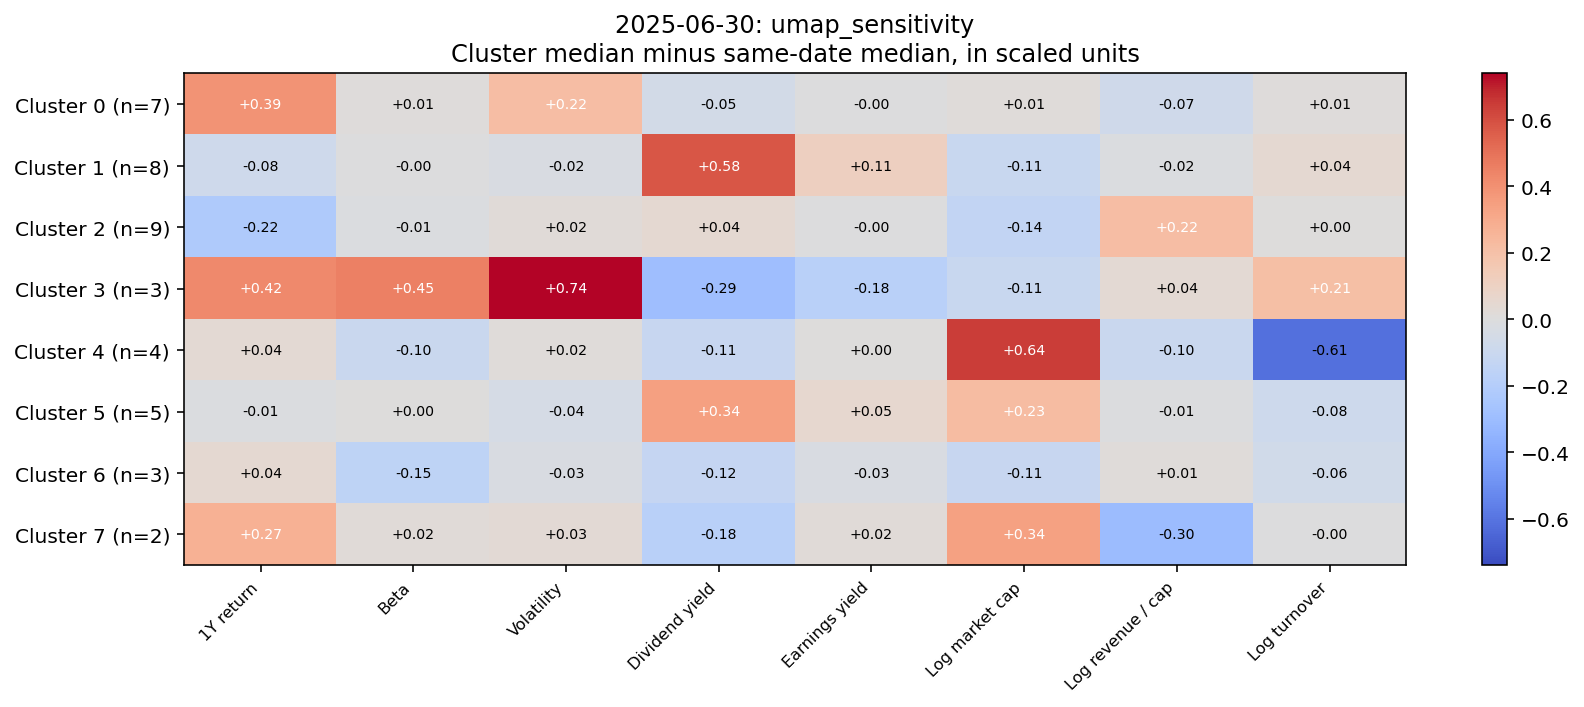 2025-06-30: umap_sensitivity
Cluster median minus same-date median, in scaled units
Cluster 0 (n=7) +0.39 +0.01 +0.22 -0.05 -0.00 +0.01 -0.07 +0.01
Cluster 1 (n=8) -0.08 -0.00 -0.02 +0.58 +0.11 -0.11 -0.02 +0.04
Cluster 2 (n=9) -0.22 -0.01 +0.02 +0.04 -0.00 -0.14 +0.22 +0.00
Cluster 3 (n=3) +0.42 +0.45 +0.74 -0.29 -0.18 -0.11 +0.04 +0.21
Cluster 4 (n=4) +0.04 -0.10 +0.02 -0.11 +0.00 +0.64 -0.10 -0.61
Cluster 5 (n=5) -0.01 +0.00 -0.04 +0.34 +0.05 +0.23 -0.01 -0.08
Cluster 6 (n=3) +0.04 -0.15 -0.03 -0.12 -0.03 -0.11 +0.01 -0.06
Cluster 7 (n=2) +0.27 +0.02 +0.03 -0.18 +0.02 +0.34 -0.30 -0.00
1Y return
Beta
Volatility
Dividend yield
Earnings yield
Log market cap
Log revenue / cap
Log turnover
0.6
0.4
0.2
0.0
−0.2
−0.4
−0.6